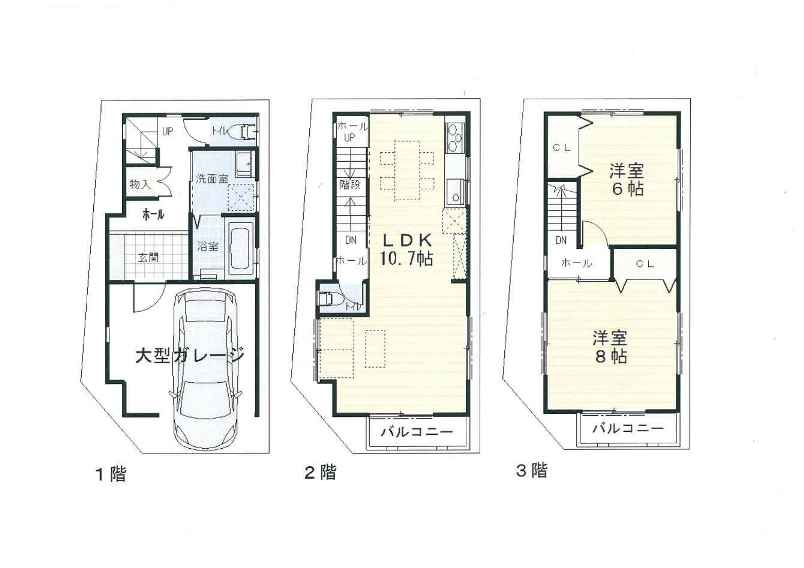 UP
トイレ
物入
洗面室
ホール
浴室
玄関
大型ガレージ
1階
ホール
UP
階段
DN
ホール
LDK
10.7帖
トイレ
バルコニー
2階
CL
洋室
6帖
DN
ホール
CL
洋室
8帖
バルコニー
3階